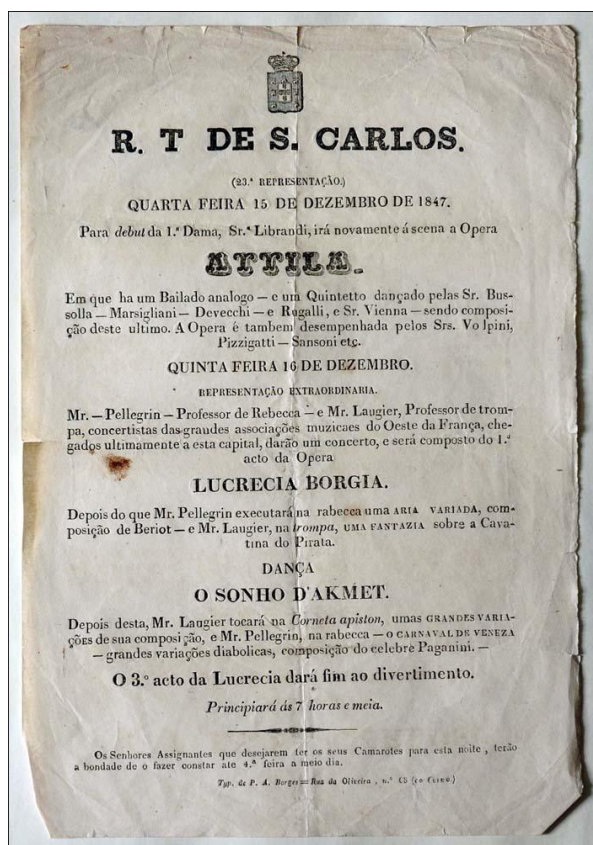 R. T DE S. CARLOS.
(23.ª REPRESENTAÇÃO.)
QUARTA FEIRA 15 DE DEZEMBRO DE 1847.
Para debut da 1.ª Dama, Sr.ª Librandi, irá novamente á scena a Opera
ATTILA.
Em que ha um Bailado analogo — e um Quintetto dançado pelas Sr. Bus-
solla — Marsigliani — Devecchi — e Rugalli, e Sr. Vienna — sendo composi-
ção deste ultimo. A Opera é tambem desempenhada pelos Srs. Volpini,
Pizzigatti — Sansoni etc.
QUINTA FEIRA 16 DE DEZEMBRO.
REPRESENTAÇÃO EXTRAORDINARIA.
Mr. — Pellegrin — Professor de Rebecca — e Mr. Laugier, Professor de trom-
pa, concertistas das grandes associações muzicaes do Oeste da França, che-
gados ultimamente a esta capital, darão um concerto, e será composto do 1.º
acto da Opera
LUCRECIA BORGIA.
Depois do que Mr. Pellegrin executará na rabecca uma ARIA VARIADA, com-
posição de Beriot — e Mr. Laugier, na trompa, UMA FANTAZIA sobre a Cava-
tina do Pirata.
DANÇA
O SONHO D'AKMET.
Depois desta, Mr. Laugier tocará na Corneta apiston, umas GRANDES VARIA-
ÇÕES de sua composição, e Mr. Pellegrin, na rabecca — O CARNAVAL DE VENEZA
— grandes variações diabolicas, composição do celebre Paganini. —
O 3.º acto da Lucrecia dará fim ao divertimento.
Principiará ás 7 horas e meia.
Os Senhores Assignantes que desejarem ter os seus Camarotes para esta noite, terão
a bondade de o fazer constar até 4.ª feira a meio dia.
Typ. de P. A. Borges = Rua da Oliveira, n.º